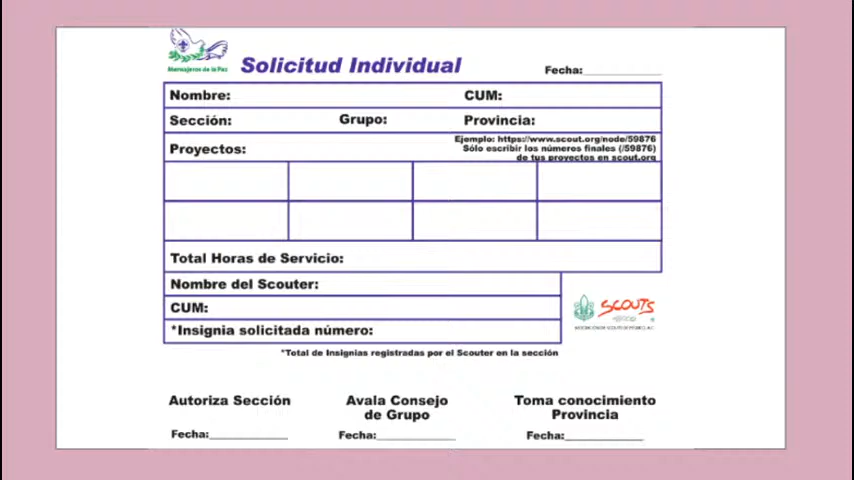 Mensajeros de la Paz
Solicitud Individual
Fecha:
Nombre: CUM:
Sección: Grupo: Provincia:
Proyectos:
Ejemplo: https://www.scout.org/node/59876
Sólo escribir los números finales (/59876)
de tus proyectos en scout.org
Total Horas de Servicio:
Nombre del Scouter:
CUM:
*Insignia solicitada número:
SCOUTS
*Total de Insignias registradas por el Scouter en la sección
Autoriza Sección
Avala Consejo
de Grupo
Toma conocimiento
Provincia
Fecha:
Fecha:
Fecha: